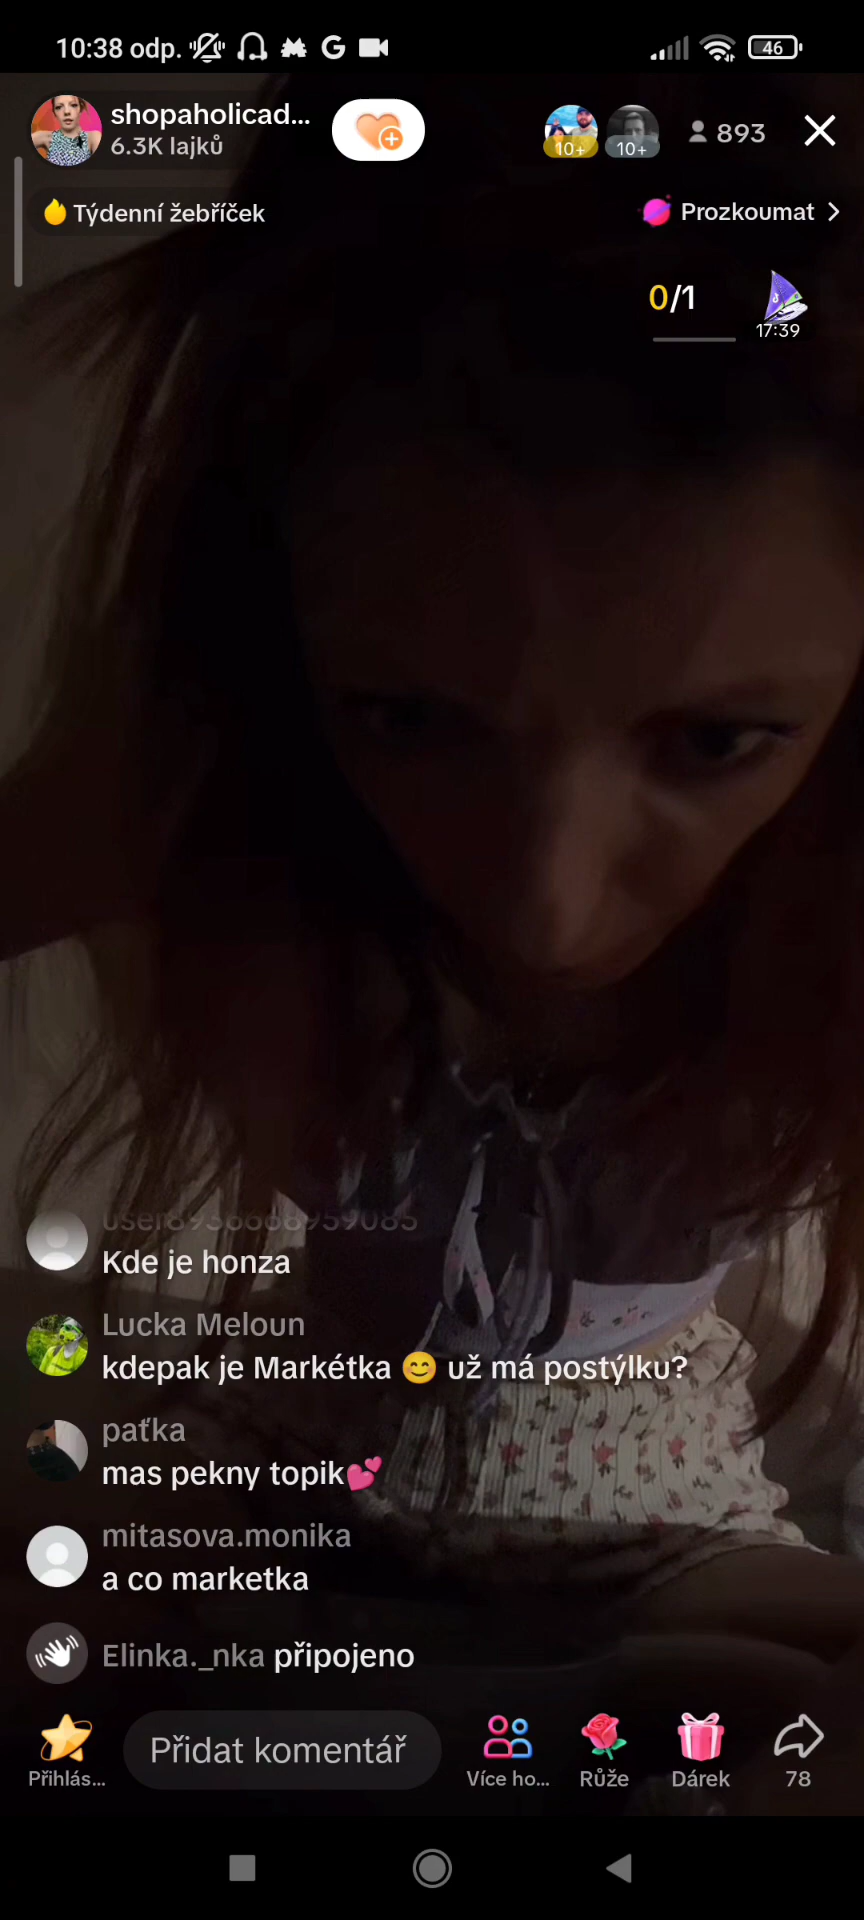 10:38 odp.
46
shopaholicad...
6.3K lajků
10+
10+
893
Týdenní žebříček
Prozkoumat
0/1
17:39
user8938668959085
Kde je honza
Lucka Meloun
kdepak je Markétka 😊 už má postýlku?
paťka
mas pekny topik💕
mitasova.monika
a co marketka
Elinka._nka připojeno
Přidat komentář
Přihlás...
Více ho...
Růže
Dárek
78